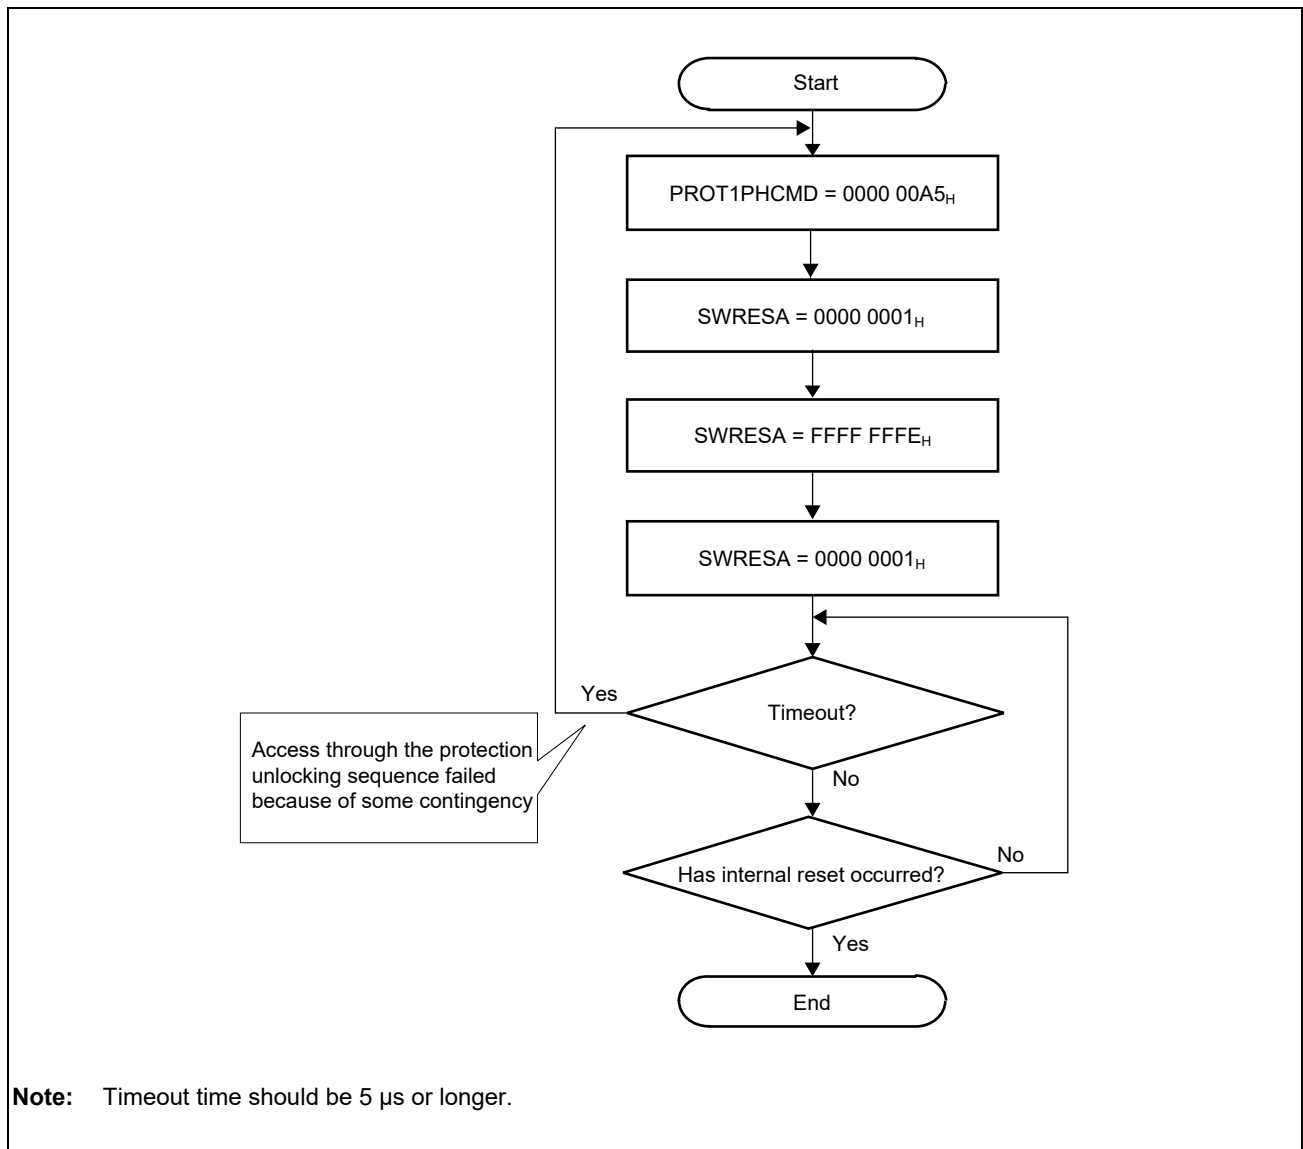 Start
PROT1PHCMD = 0000 00A5H
SWRESA = 0000 0001H
SWRESA = FFFF FFFEH
SWRESA = 0000 0001H
Yes
Timeout?
Access through the protection
unlocking sequence failed
because of some contingency
No
No
Has internal reset occurred?
Yes
End
Note: Timeout time should be 5 μs or longer.